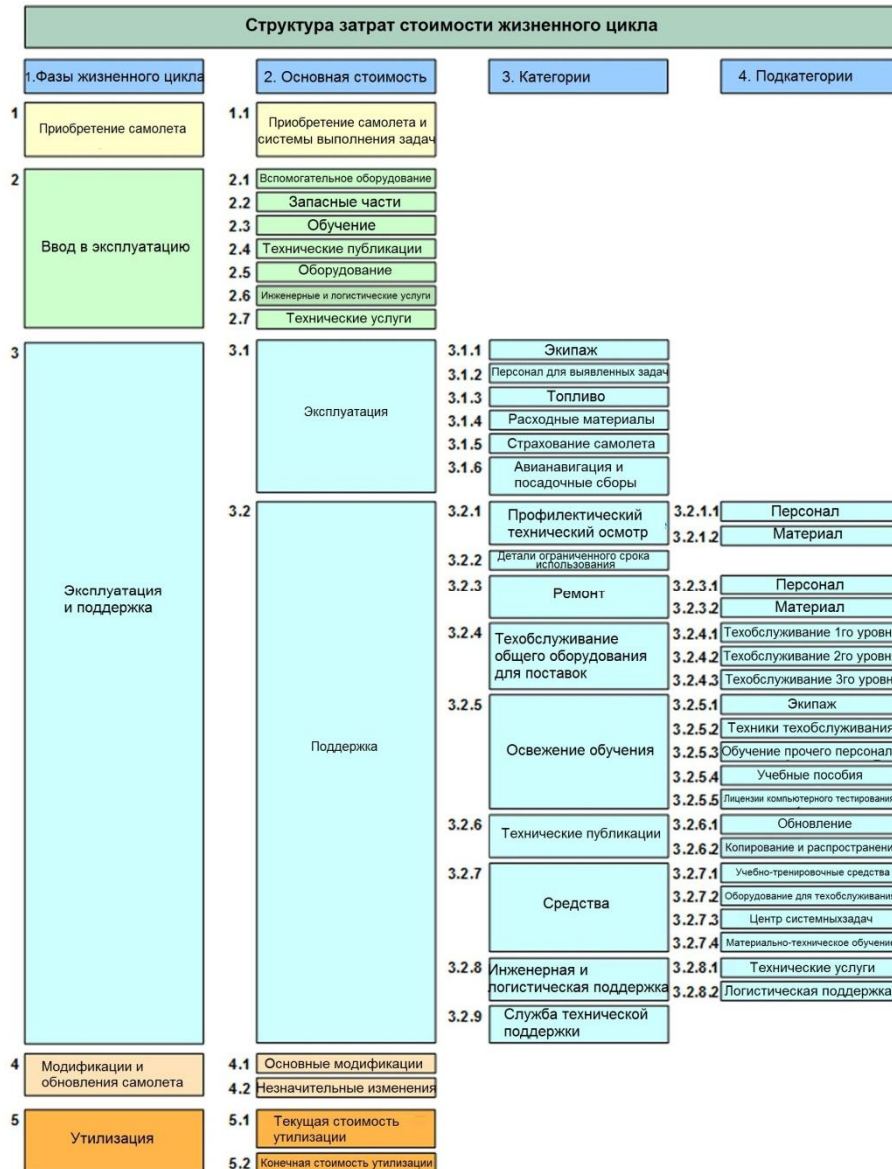 Структура затрат стоимости жизненного цикла
1.Фазы жизненного цикла
2. Основная стоимость
3. Категории
4. Подкатегории
1
Приобретение самолета
1.1
Приобретение самолета и
системы выполнения задач
2
Ввод в эксплуатацию
2.1 Вспомогательное оборудование
2.2 Запасные части
2.3 Обучение
2.4 Технические публикации
2.5 Оборудование
2.6 Инженерные и логистические услуги
2.7 Технические услуги
3
Эксплуатация
и поддержка
3.1
Эксплуатация
3.1.1 Экипаж
3.1.2 Персонал для выявленных задач
3.1.3 Топливо
3.1.4 Расходные материалы
3.1.5 Страхование самолета
3.1.6 Авианавигация и
посадочные сборы
3.2
Поддержка
3.2.1 Профилектический
технический осмотр
3.2.1.1 Персонал
3.2.1.2 Материал
3.2.2 Детали ограниченного срока
использования
3.2.3 Ремонт
3.2.3.1 Персонал
3.2.3.2 Материал
3.2.4 Техобслуживание
общего оборудования
для поставок
3.2.4.1 Техобслуживание 1го уровн
3.2.4.2 Техобслуживание 2го уровн
3.2.4.3 Техобслуживание 3го уровн
3.2.5 Освежение обучения
3.2.5.1 Экипаж
3.2.5.2 Техники техобслуживания
3.2.5.3 Обучение прочего персонал
3.2.5.4 Учебные пособия
3.2.5.5 Лицензии компьютерного тестирования
3.2.6 Технические публикации
3.2.6.1 Обновление
3.2.6.2 Копирование и распространени
3.2.7 Средства
3.2.7.1 Учебно-тренировочные средства
3.2.7.2 Оборудование для техобслуживания
3.2.7.3 Центр системныхзадач
3.2.7.4 Материально-техническое обучение
3.2.8 Инженерная и
логистическая поддержка
3.2.8.1 Технические услуги
3.2.8.2 Логистическая поддержка
3.2.9 Служба технической
поддержки
4
Модификации и
обновления самолета
4.1 Основные модификации
4.2 Незначительные изменения
5
Утилизация
5.1 Текущая стоимость
утилизации
5.2 Конечная стоимость утилизации